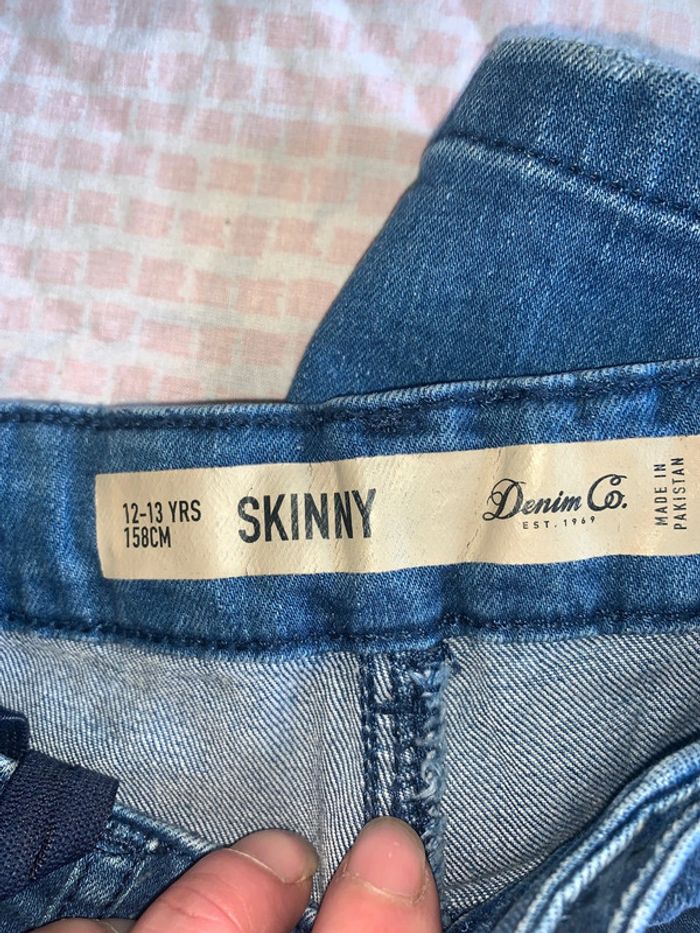 12-13 YRS
158CM
SKINNY
Denim Co.
EST. 1969
MADE IN
PAKISTAN